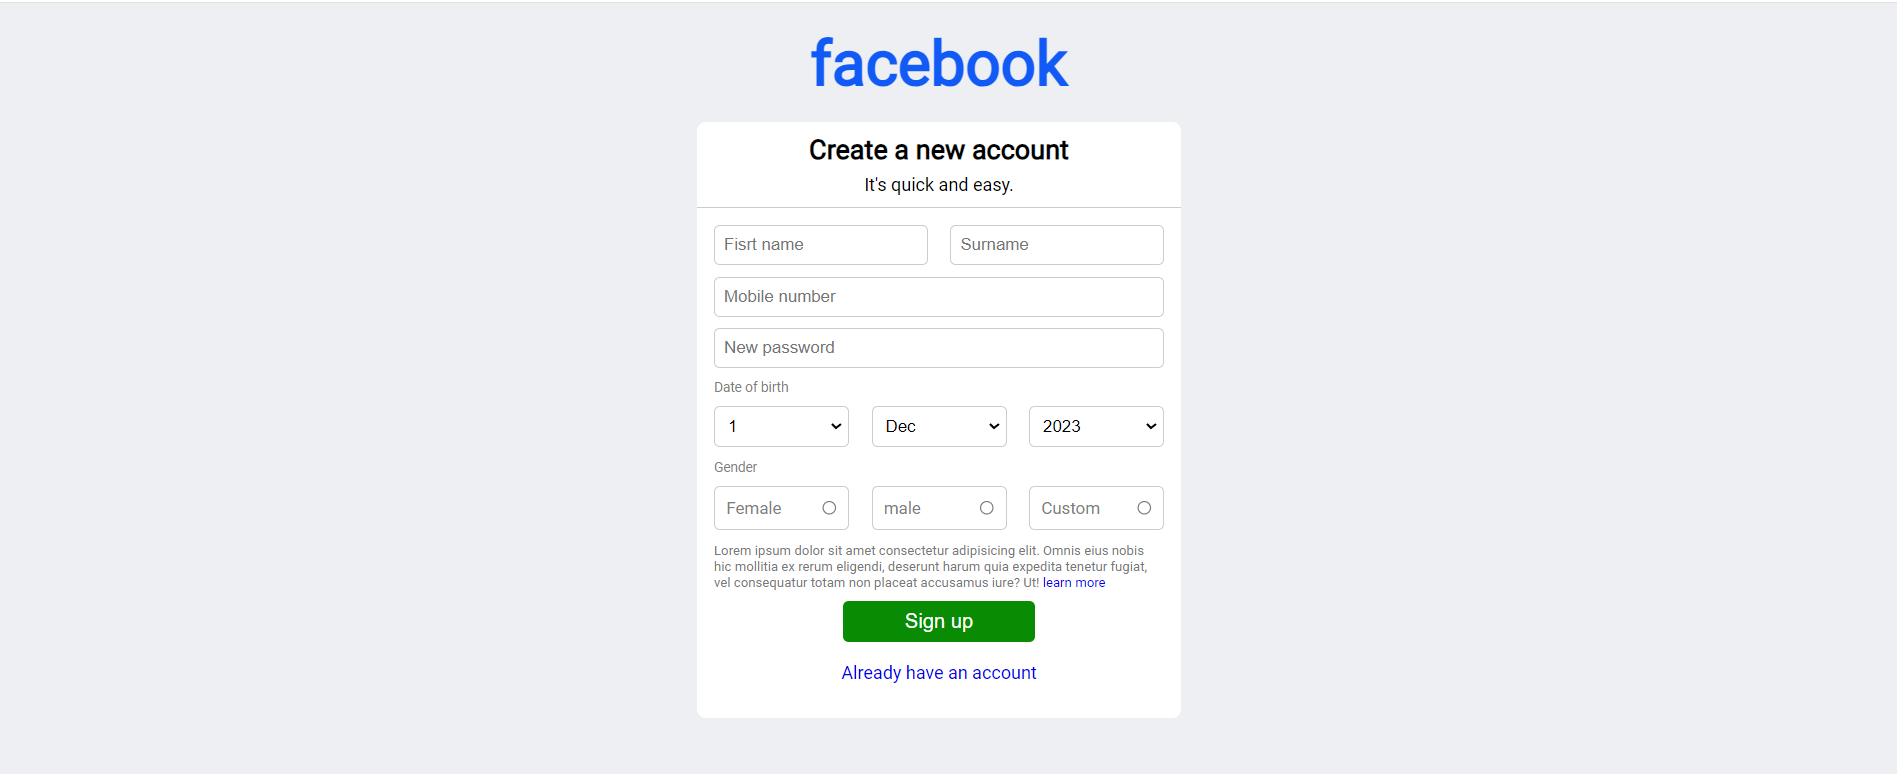 facebook
Create a new account
It's quick and easy.
Fisrt name Surname
Mobile number
New password
Date of birth
1 Dec 2023
Gender
Female male Custom
Lorem ipsum dolor sit amet consectetur adipisicing elit. Omnis eius nobis
hic mollitia ex rerum eligendi, deserunt harum quia expedita tenetur fugiat,
vel consequatur totam non placeat accusamus iure? Ut! learn more
Sign up
Already have an account